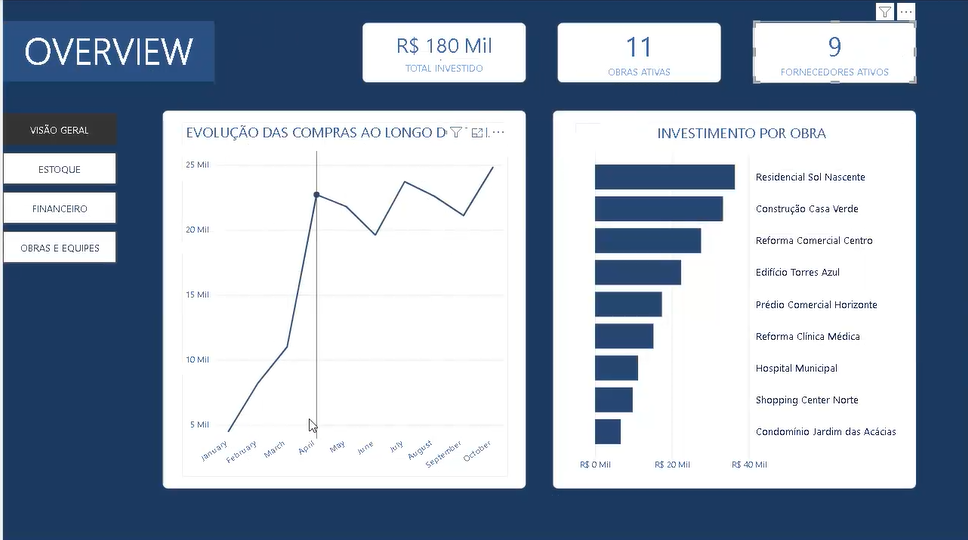 OVERVIEW
R$ 180 Mil
TOTAL INVESTIDO
11
OBRAS ATIVAS
9
FORNECEDORES ATIVOS
VISÃO GERAL
ESTOQUE
FINANCEIRO
OBRAS E EQUIPES
EVOLUÇÃO DAS COMPRAS AO LONGO
25 Mil
20 Mil
15 Mil
10 Mil
5 Mil
January
February
March
April
May
June
July
August
September
October
INVESTIMENTO POR OBRA
Residencial Sol Nascente
Construção Casa Verde
Reforma Comercial Centro
Edifício Torres Azul
Prédio Comercial Horizonte
Reforma Clínica Médica
Hospital Municipal
Shopping Center Norte
Condomínio Jardim das Acácias
R$ 0 Mil
R$ 20 Mil
R$ 40 Mil